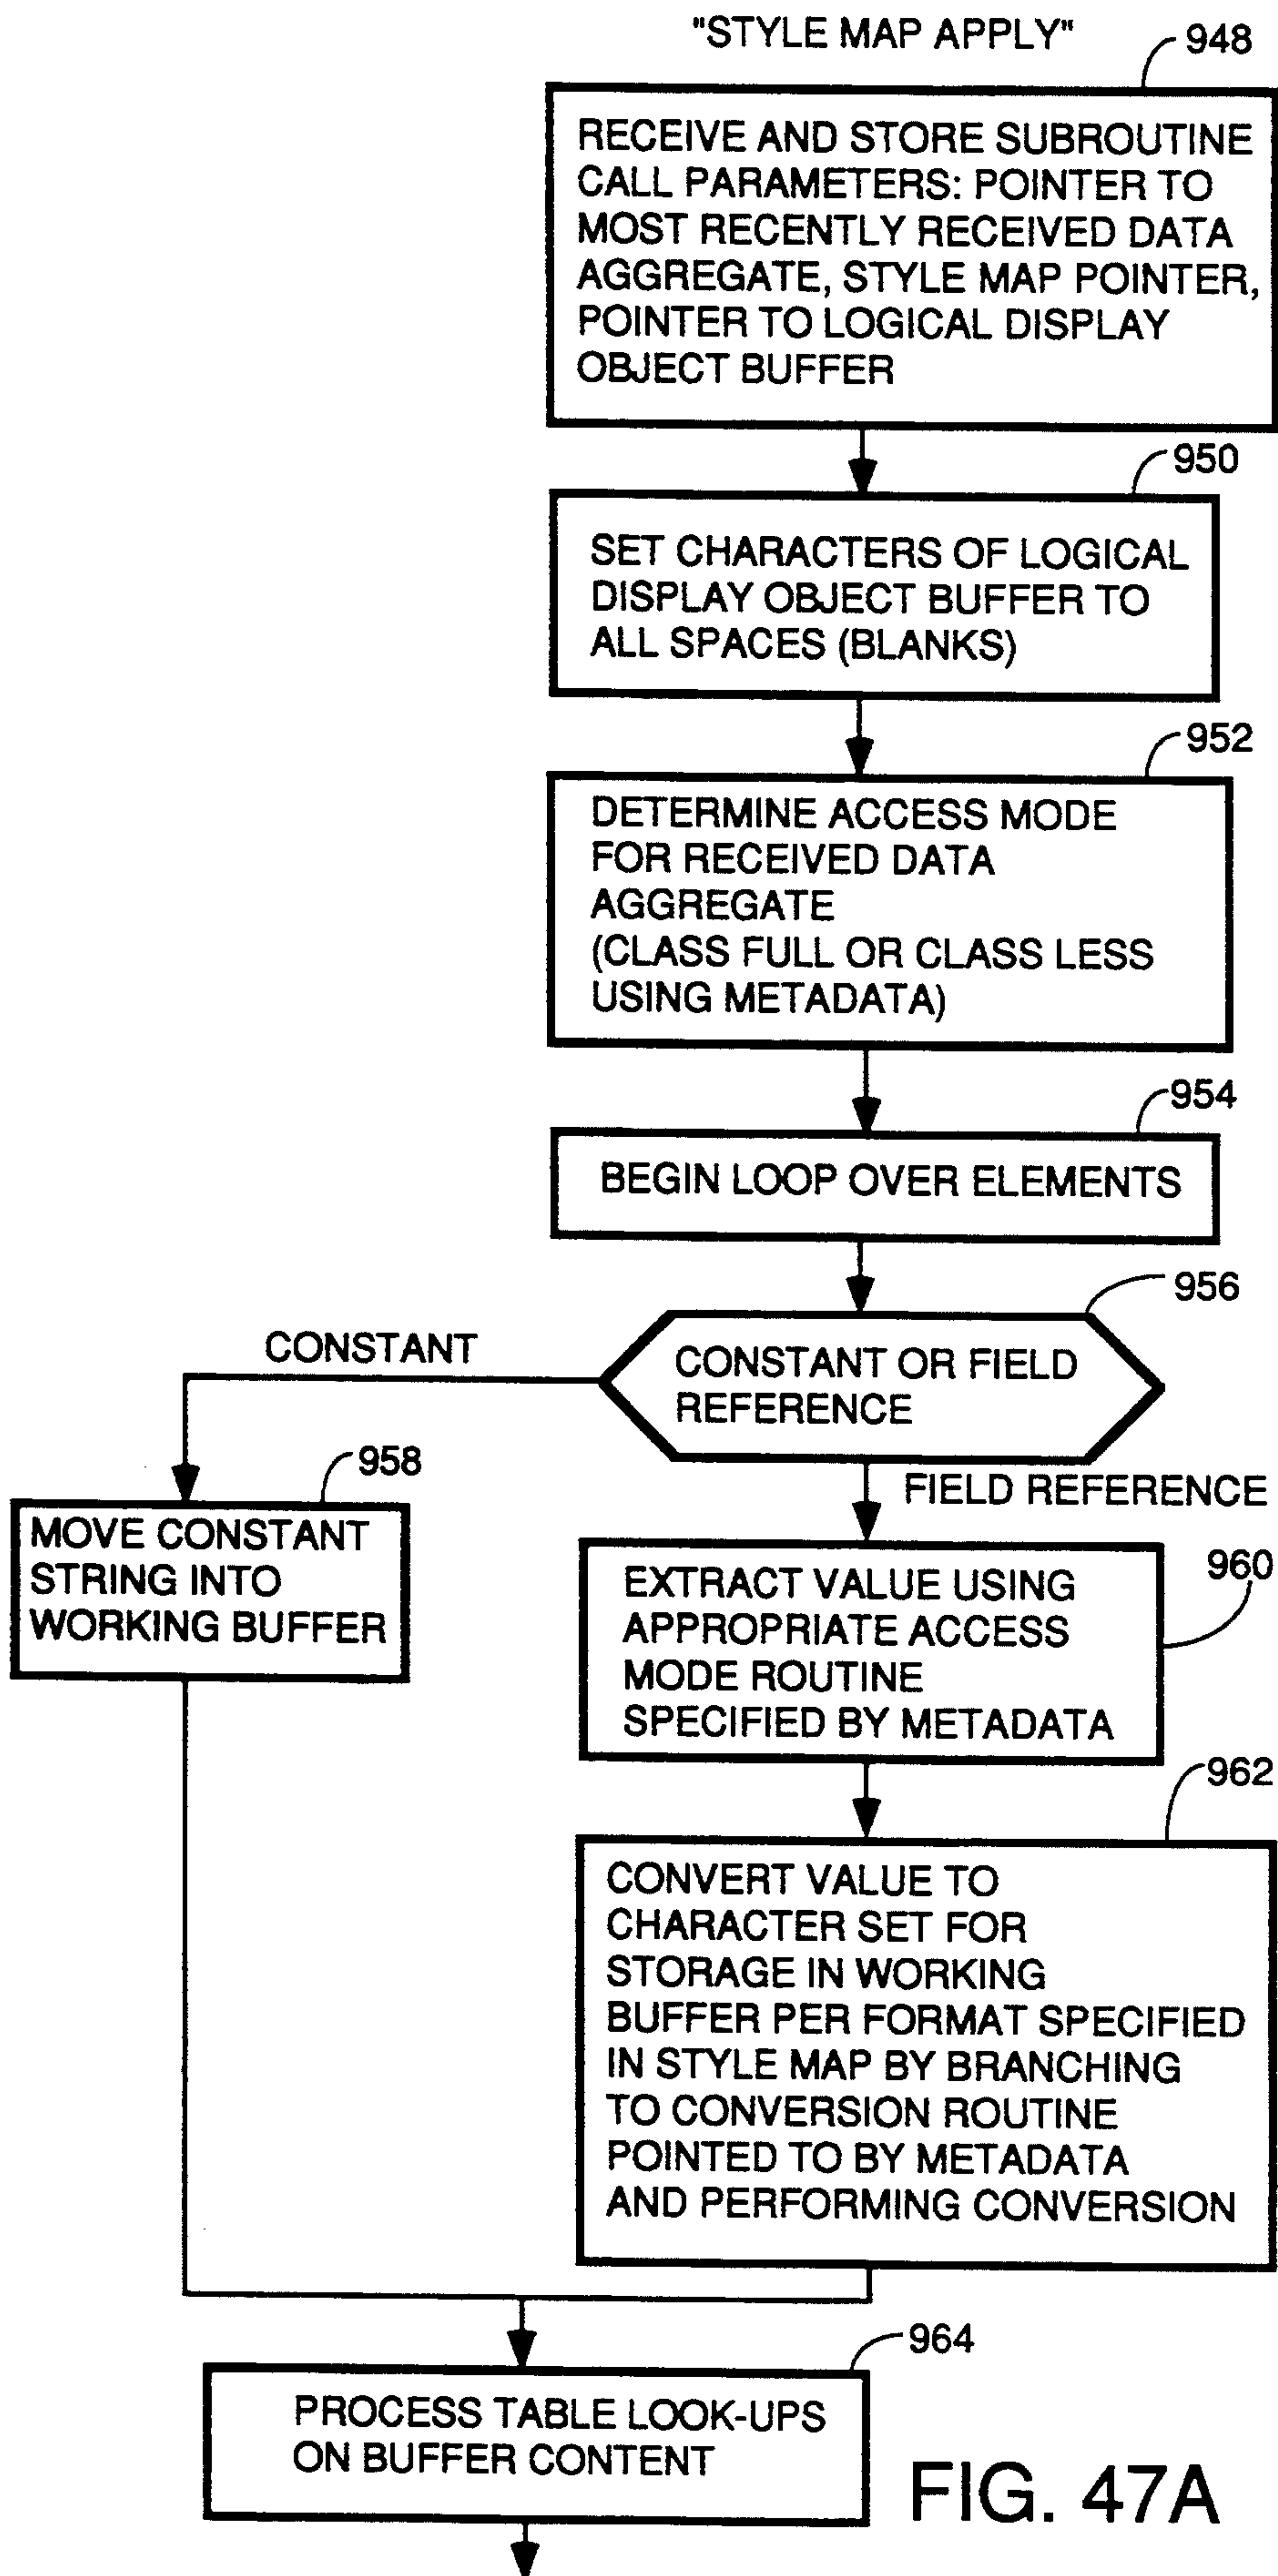 "STYLE MAP APPLY"
948
RECEIVE AND STORE SUBROUTINE
CALL PARAMETERS: POINTER TO
MOST RECENTLY RECEIVED DATA
AGGREGATE, STYLE MAP POINTER,
POINTER TO LOGICAL DISPLAY
OBJECT BUFFER
950
SET CHARACTERS OF LOGICAL
DISPLAY OBJECT BUFFER TO
ALL SPACES (BLANKS)
952
DETERMINE ACCESS MODE
FOR RECEIVED DATA
AGGREGATE
(CLASS FULL OR CLASS LESS
USING METADATA)
954
BEGIN LOOP OVER ELEMENTS
956
CONSTANT OR FIELD
REFERENCE
CONSTANT
958
MOVE CONSTANT
STRING INTO
WORKING BUFFER
FIELD REFERENCE
960
EXTRACT VALUE USING
APPROPRIATE ACCESS
MODE ROUTINE
SPECIFIED BY METADATA
962
CONVERT VALUE TO
CHARACTER SET FOR
STORAGE IN WORKING
BUFFER PER FORMAT SPECIFIED
IN STYLE MAP BY BRANCHING
TO CONVERSION ROUTINE
POINTED TO BY METADATA
AND PERFORMING CONVERSION
964
PROCESS TABLE LOOK-UPS
ON BUFFER CONTENT
FIG. 47A